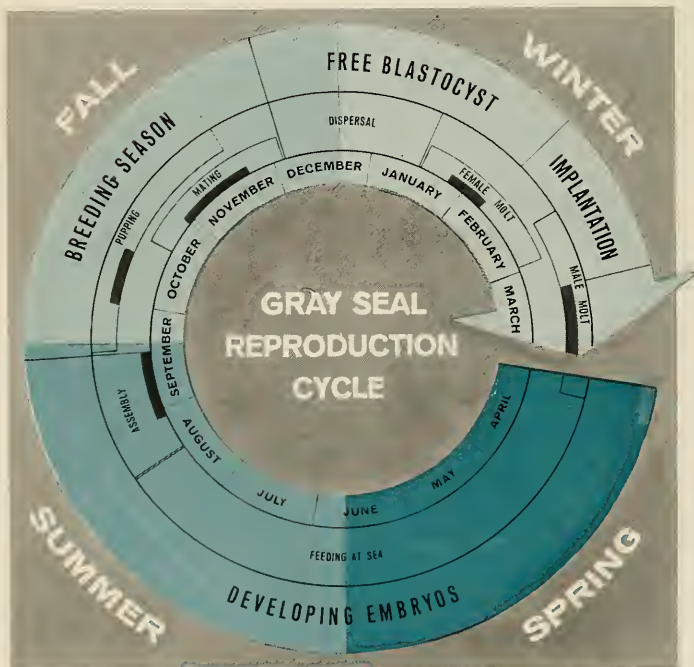 FALL
WINTER
SUMMER
SPRING
BREEDING SEASON
FREE BLASTOCYST
IMPLANTATION
DEVELOPING EMBRYOS
PUPPING
MATING
DISPERSAL
FEMALE MOLT
MALE MOLT
ASSEMBLY
FEEDING AT SEA
SEPTEMBER
OCTOBER
NOVEMBER
DECEMBER
JANUARY
FEBRUARY
MARCH
APRIL
MAY
JUNE
JULY
AUGUST
GRAY SEAL
REPRODUCTION
CYCLE